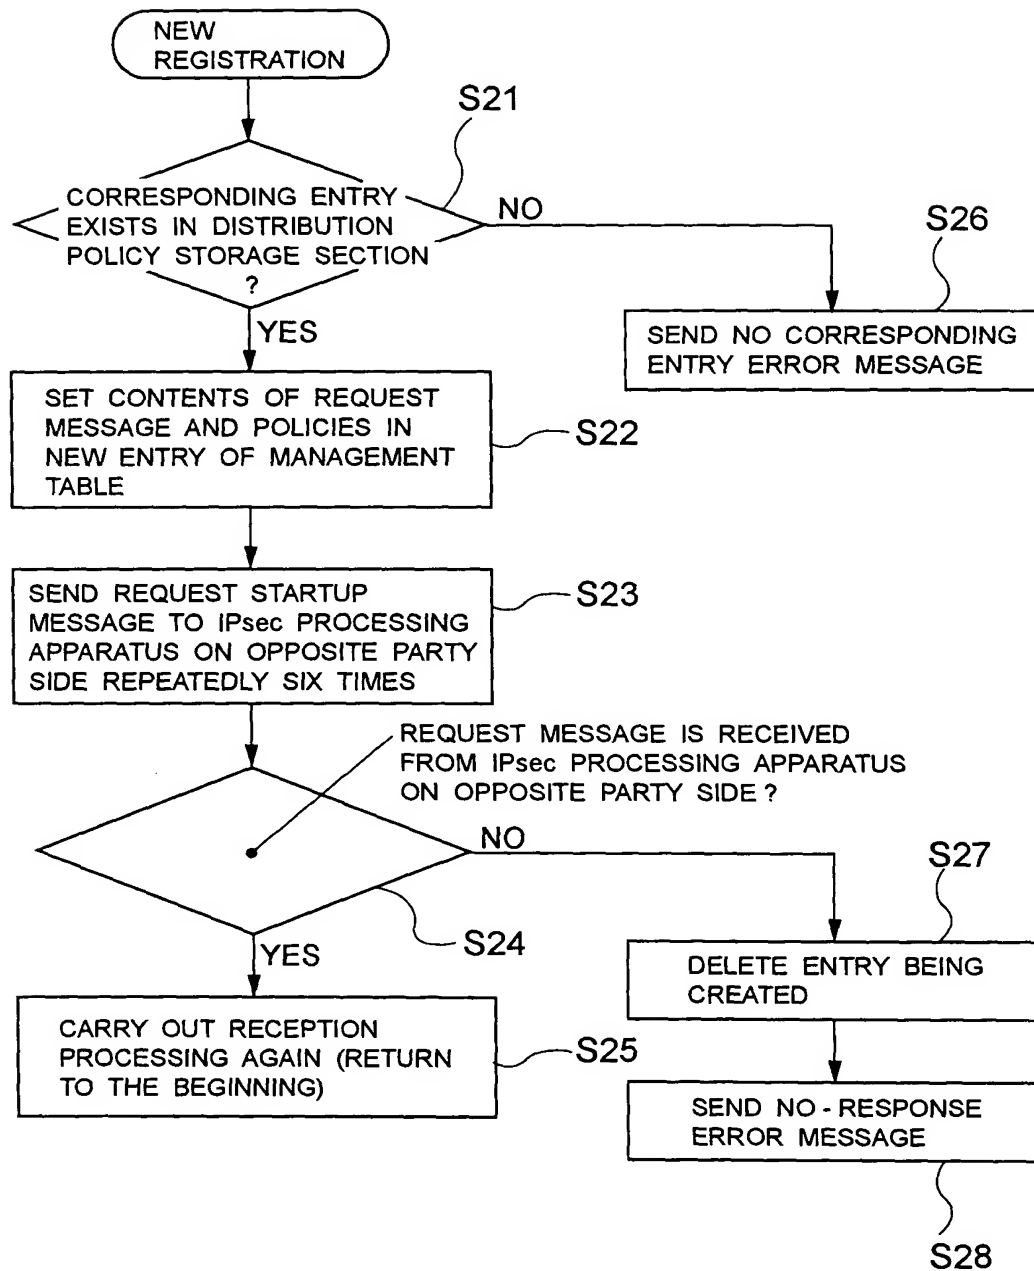 NEW
REGISTRATION
S21
CORRESPONDING ENTRY
EXISTS IN DISTRIBUTION
POLICY STORAGE SECTION
?
NO
S26
YES
SEND NO CORRESPONDING
ENTRY ERROR MESSAGE
SET CONTENTS OF REQUEST
MESSAGE AND POLICIES IN
NEW ENTRY OF MANAGEMENT
TABLE
S22
SEND REQUEST STARTUP
MESSAGE TO IPsec PROCESSING
APPARATUS ON OPPOSITE PARTY
SIDE REPEATEDLY SIX TIMES
S23
REQUEST MESSAGE IS RECEIVED
FROM IPsec PROCESSING APPARATUS
ON OPPOSITE PARTY SIDE ?
NO
S27
S24
YES
DELETE ENTRY BEING
CREATED
CARRY OUT RECEPTION
PROCESSING AGAIN (RETURN
TO THE BEGINNING)
S25
SEND NO - RESPONSE
ERROR MESSAGE
S28